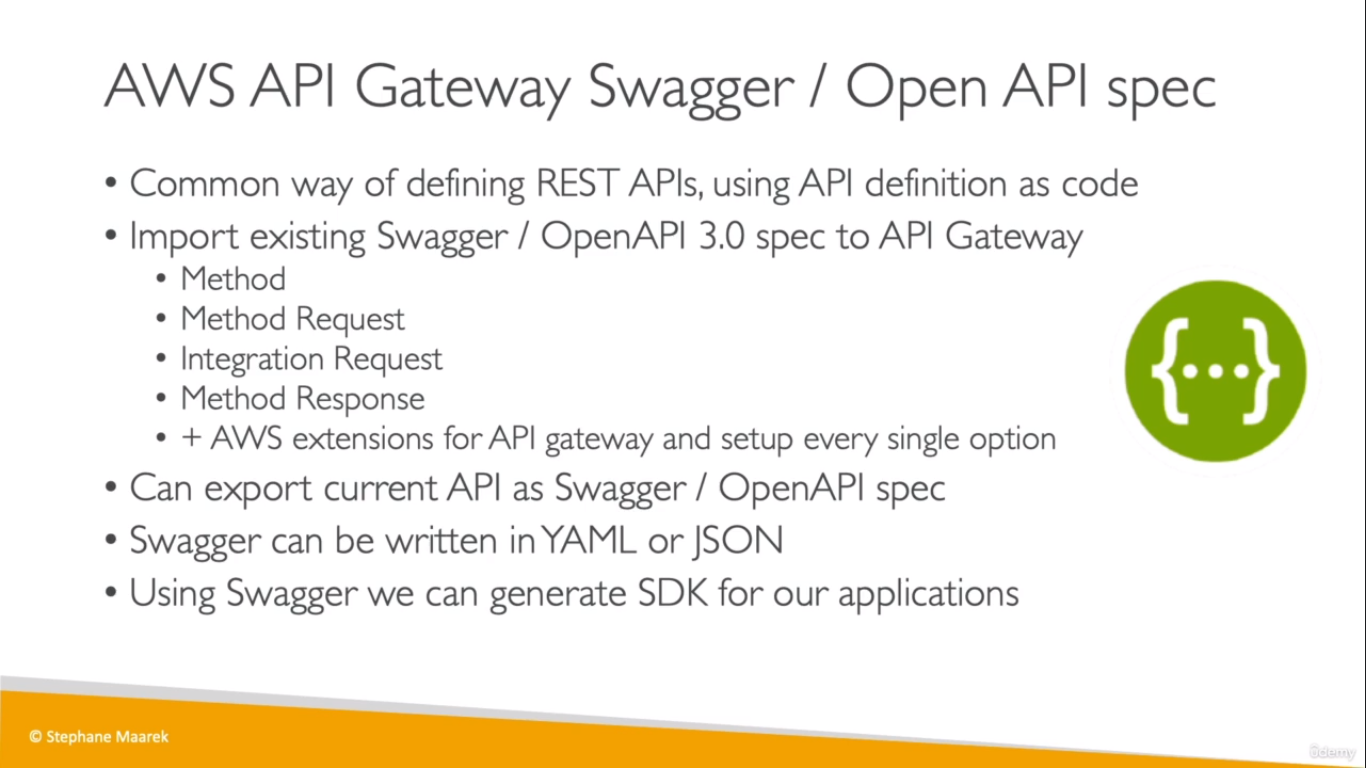 AWS API Gateway Swagger / Open API spec
• Common way of defining REST APIs, using API definition as code
• Import existing Swagger / OpenAPI 3.0 spec to API Gateway
• Method
• Method Request
• Integration Request
• Method Response
• + AWS extensions for API gateway and setup every single option
{...}
• Can export current API as Swagger / OpenAPI spec
• Swagger can be written in YAML or JSON
• Using Swagger we can generate SDK for our applications
© Stephane Maarek
ûdemy